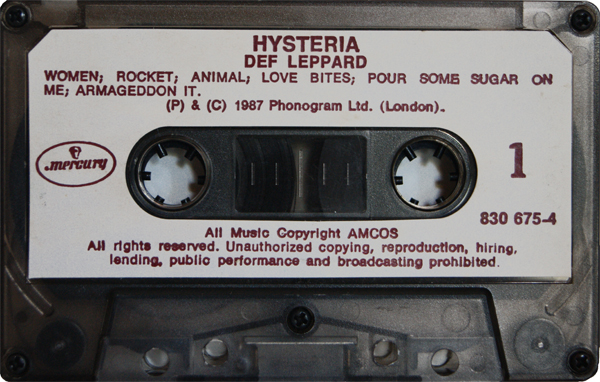 HYSTERIA
DEF LEPPARD
WOMEN; ROCKET; ANIMAL; LOVE BITES; POUR SOME SUGAR ON
ME; ARMAGEDDON IT.
(P) & (C) 1987 Phonogram Ltd. (London).
mercury
1
830 675-4
All Music Copyright AMCOS
All rights reserved. Unauthorized copying, reproduction, hiring,
lending, public performance and broadcasting prohibited.